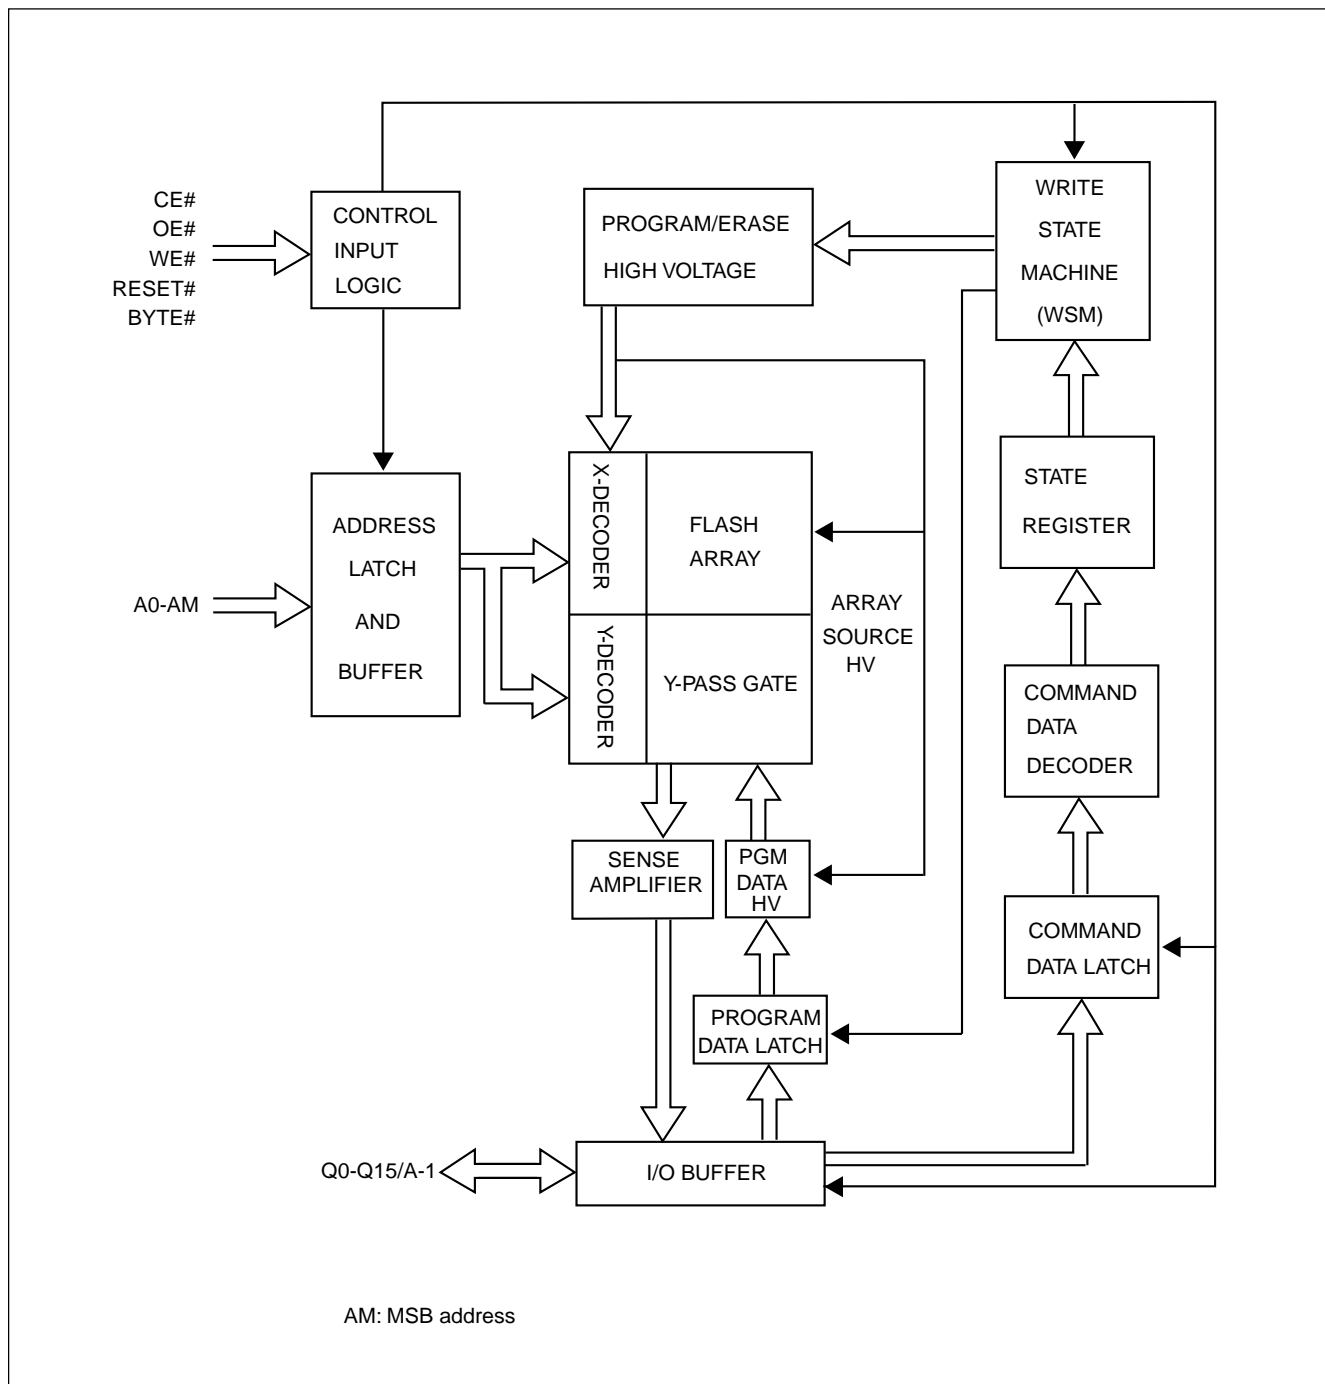 CE#
OE#
WE#
RESET#
BYTE#
CONTROL
INPUT
LOGIC
PROGRAM/ERASE
HIGH VOLTAGE
WRITE
STATE
MACHINE
(WSM)
STATE
REGISTER
A0-AM
ADDRESS
LATCH
AND
BUFFER
X-DECODER
FLASH
ARRAY
Y-DECODER
Y-PASS GATE
ARRAY
SOURCE
HV
COMMAND
DATA
DECODER
SENSE
AMPLIFIER
PGM
DATA
HV
COMMAND
DATA LATCH
PROGRAM
DATA LATCH
Q0-Q15/A-1
I/O BUFFER
AM: MSB address